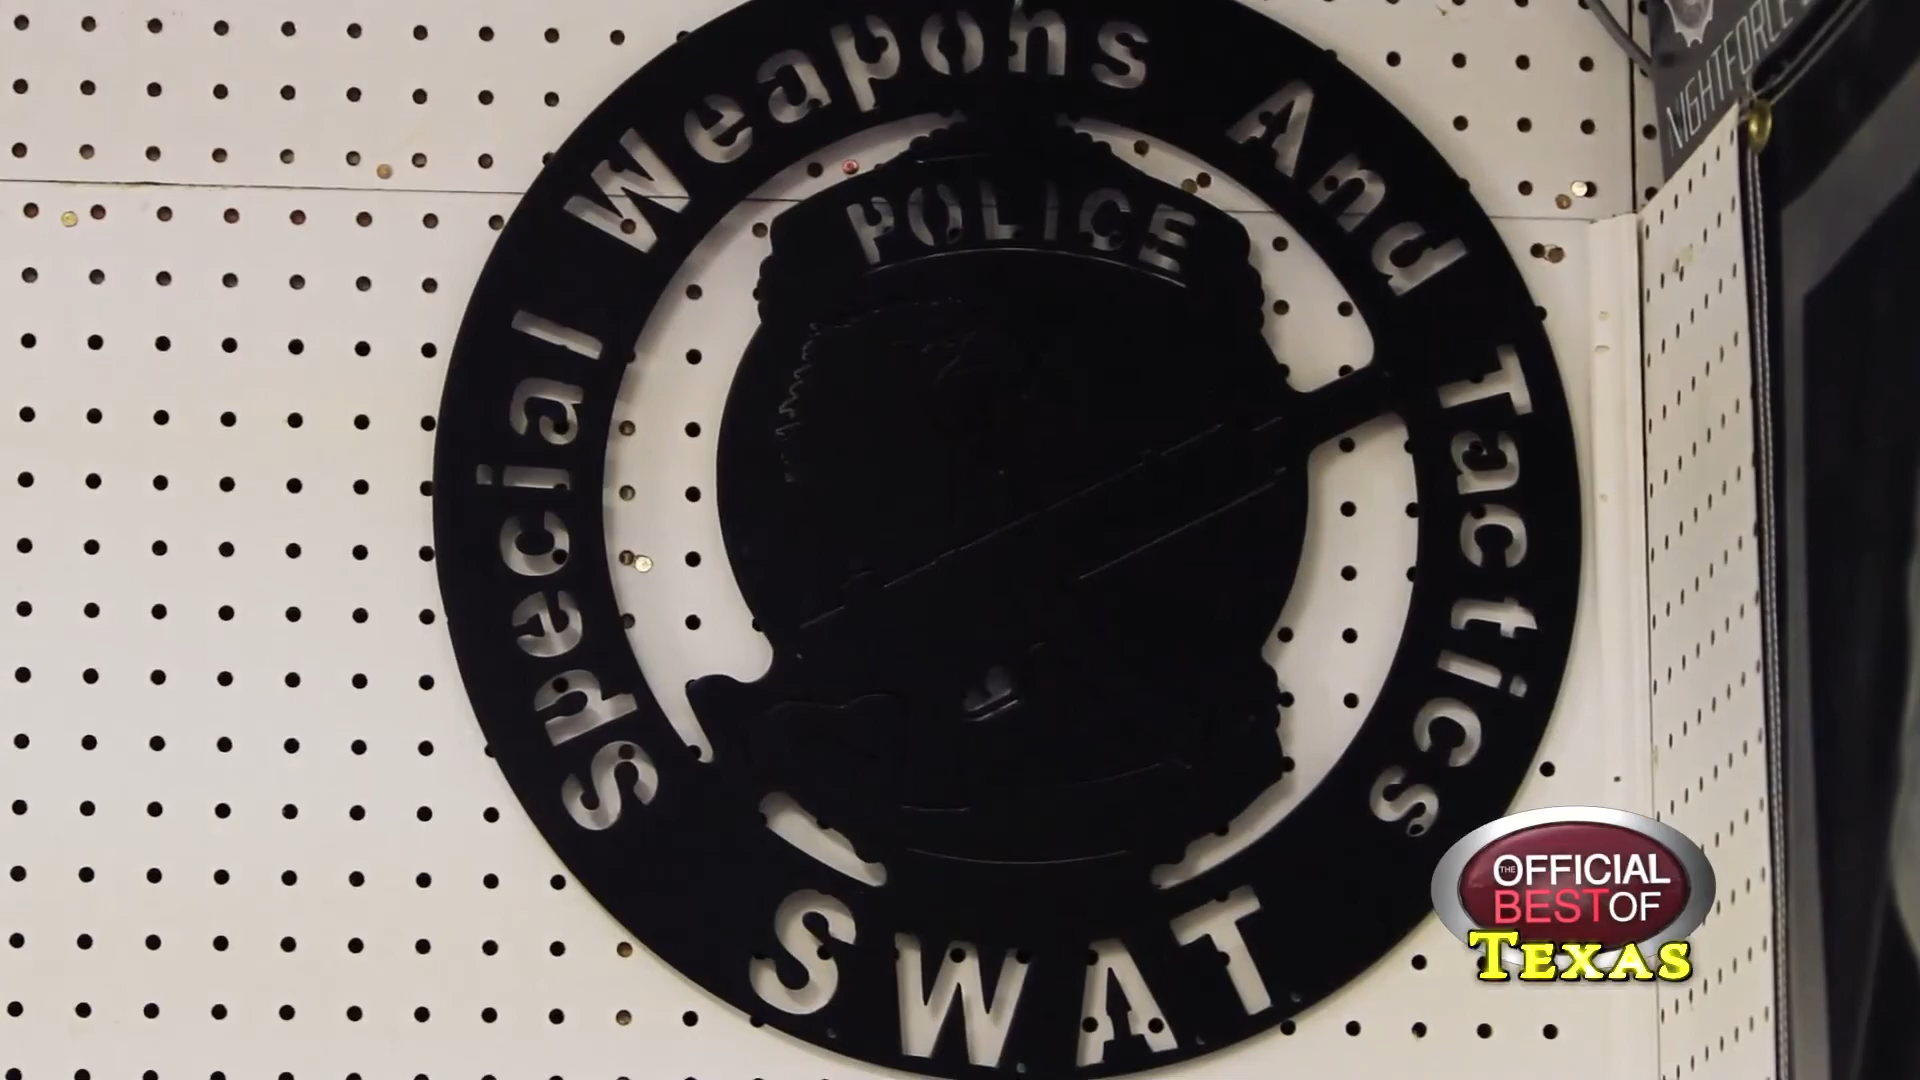 Special Weapons And Tactics
POLICE
SWAT
NIGHTFORCE
THE OFFICIAL
BEST OF
TEXAS